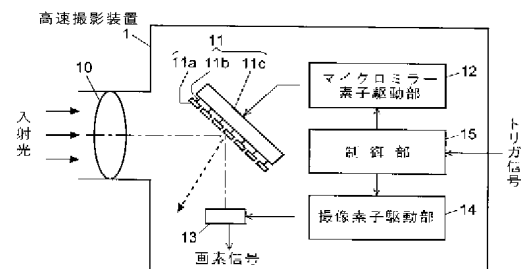 高速撮影装置
1
10
11
11a
11b
11c
12
マイクロミラー
素子駆動部
入射光
15
制御部
トリガ信号
14
撮像素子駆動部
13
画素信号